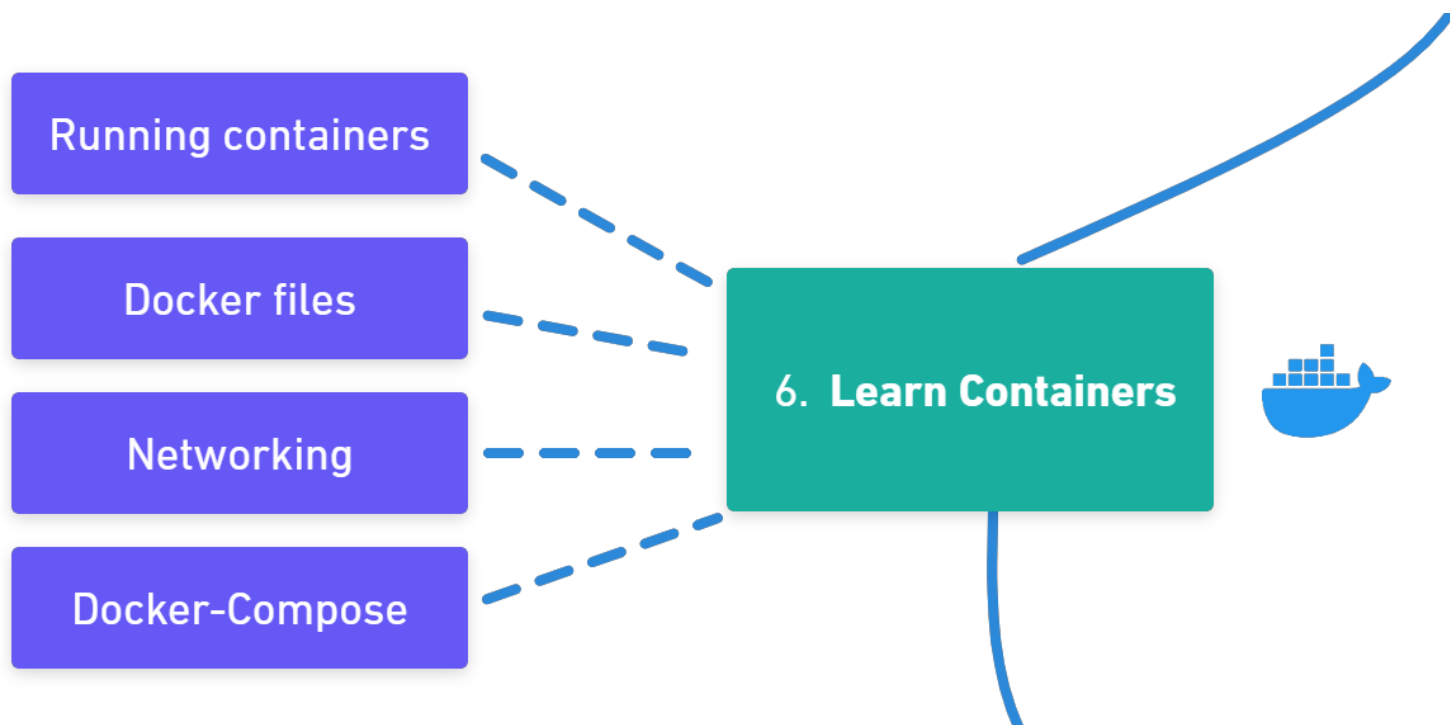 Running containers
Docker files
Networking
Docker-Compose
6. Learn Containers